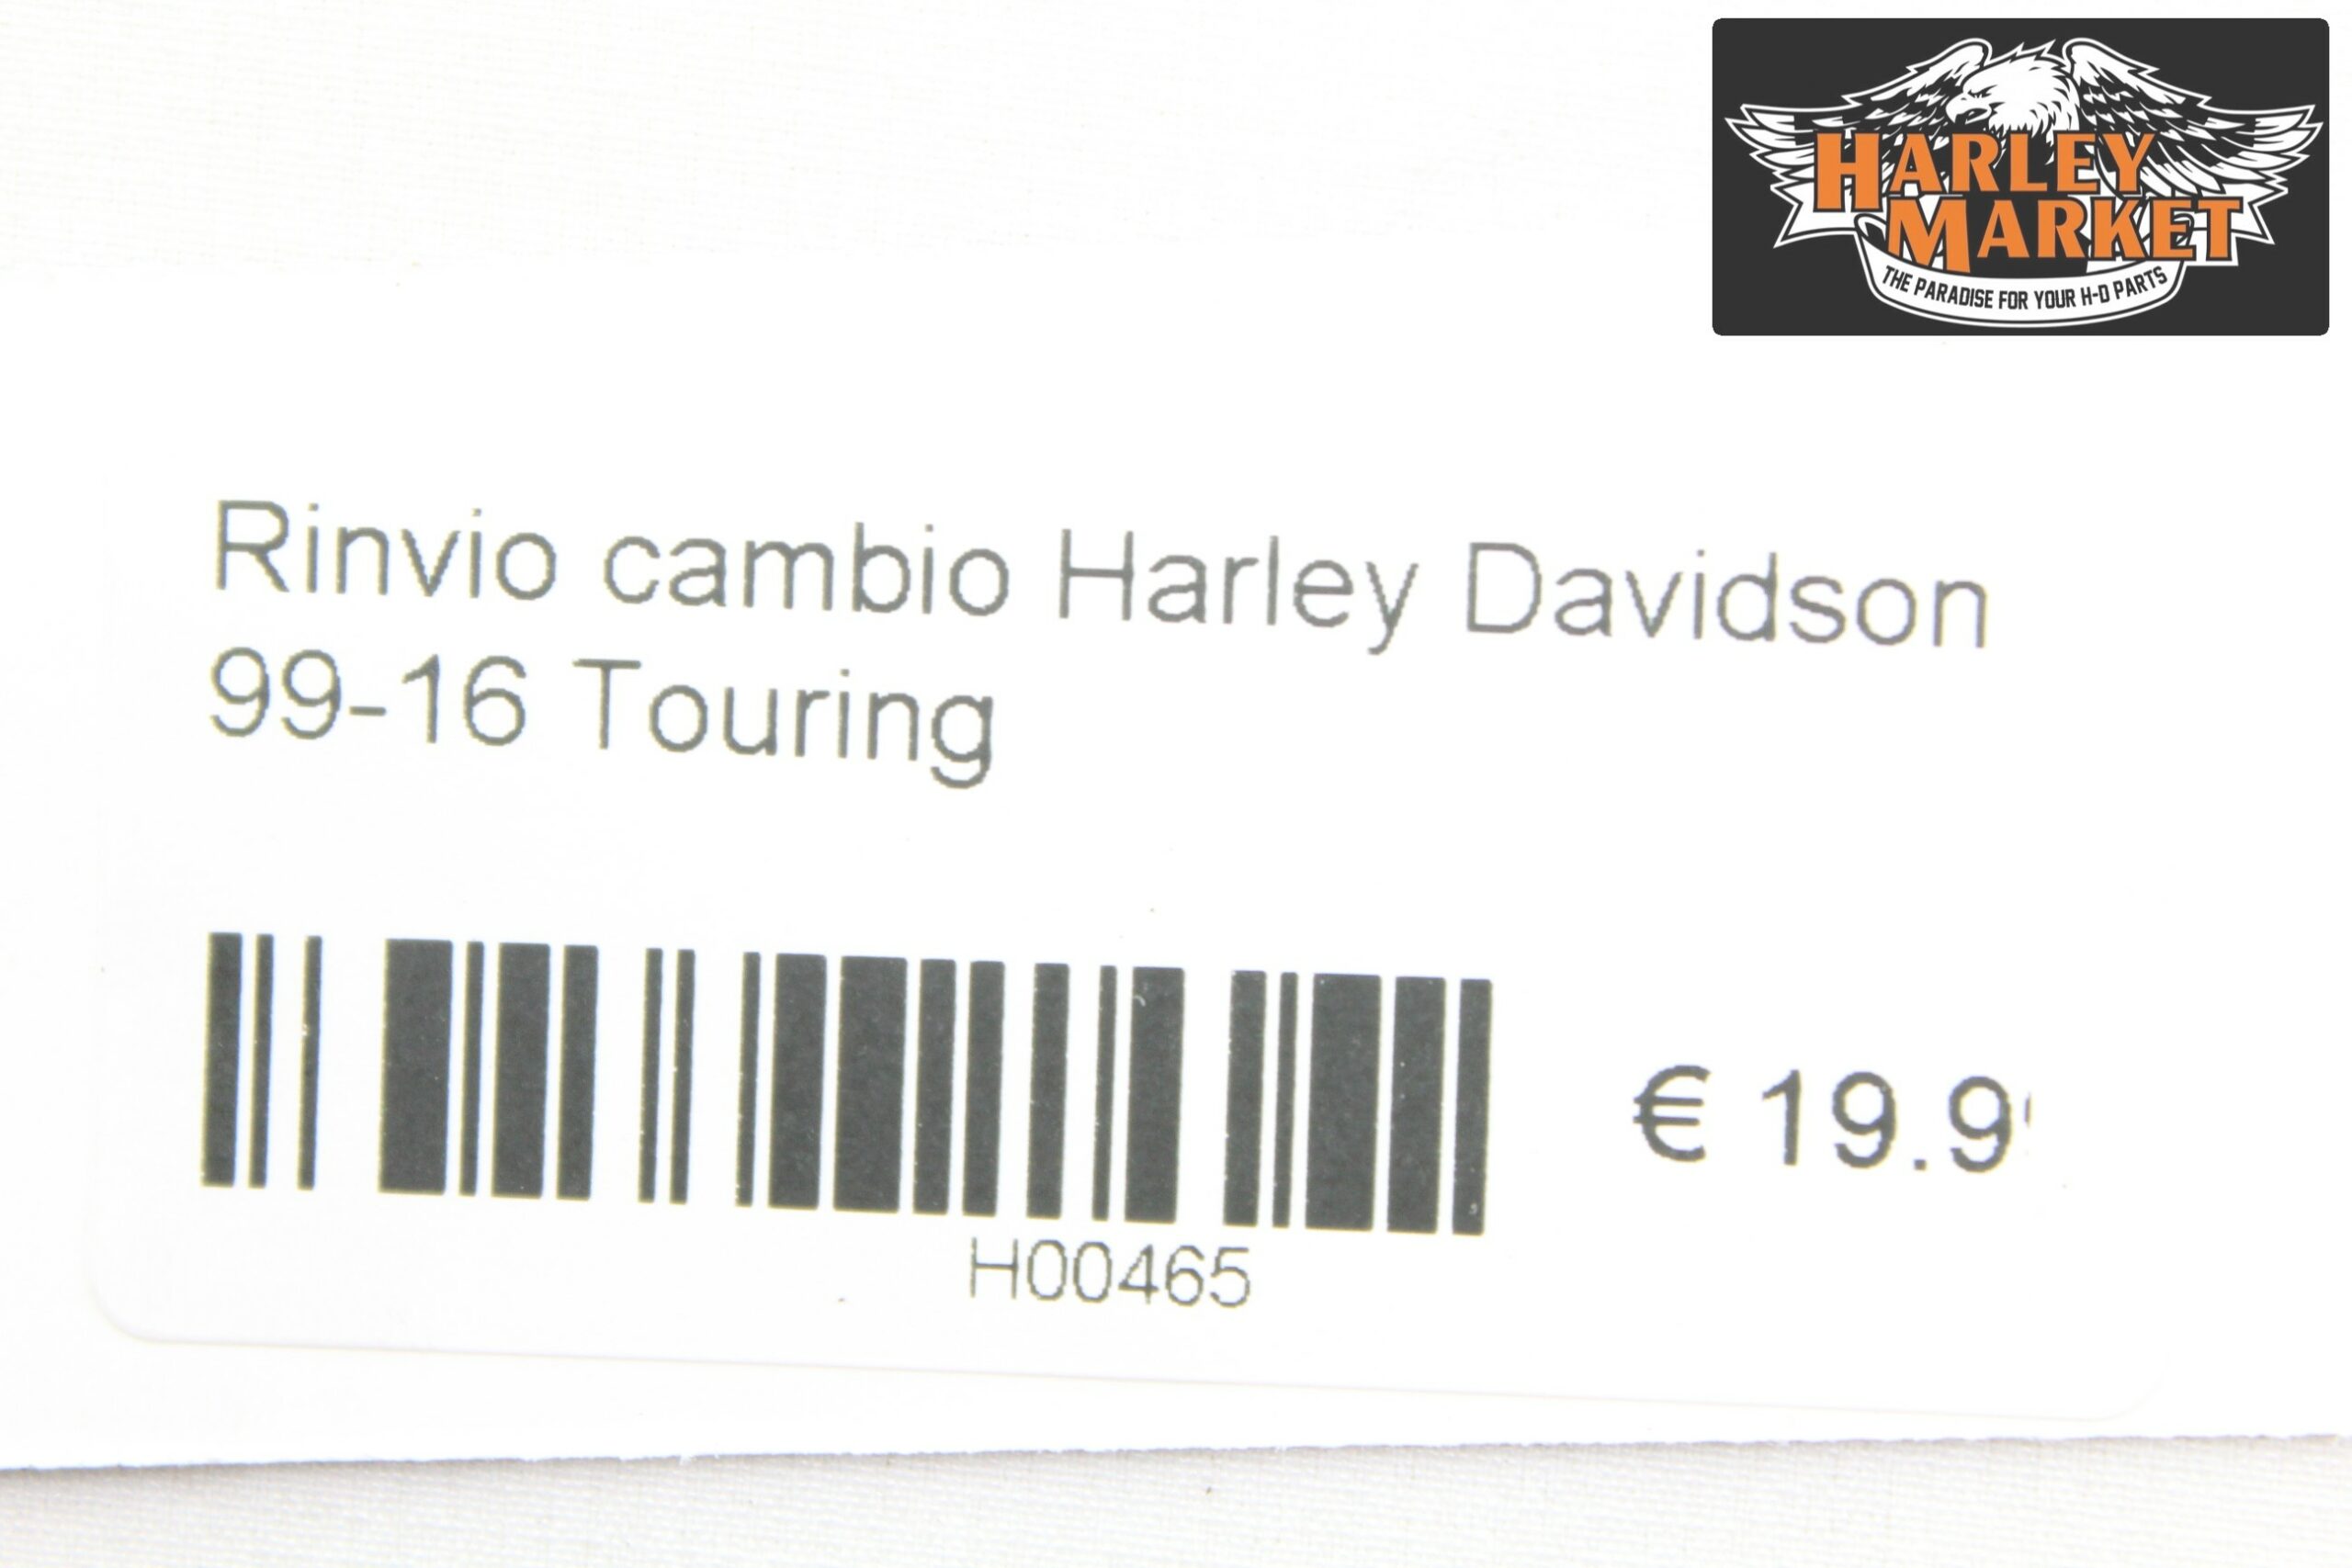 HARLEY
MARKET
THE PARADISE FOR YOUR H-D PARTS
Rinvio cambio Harley Davidson
99-16 Touring
€ 19.9
H00465